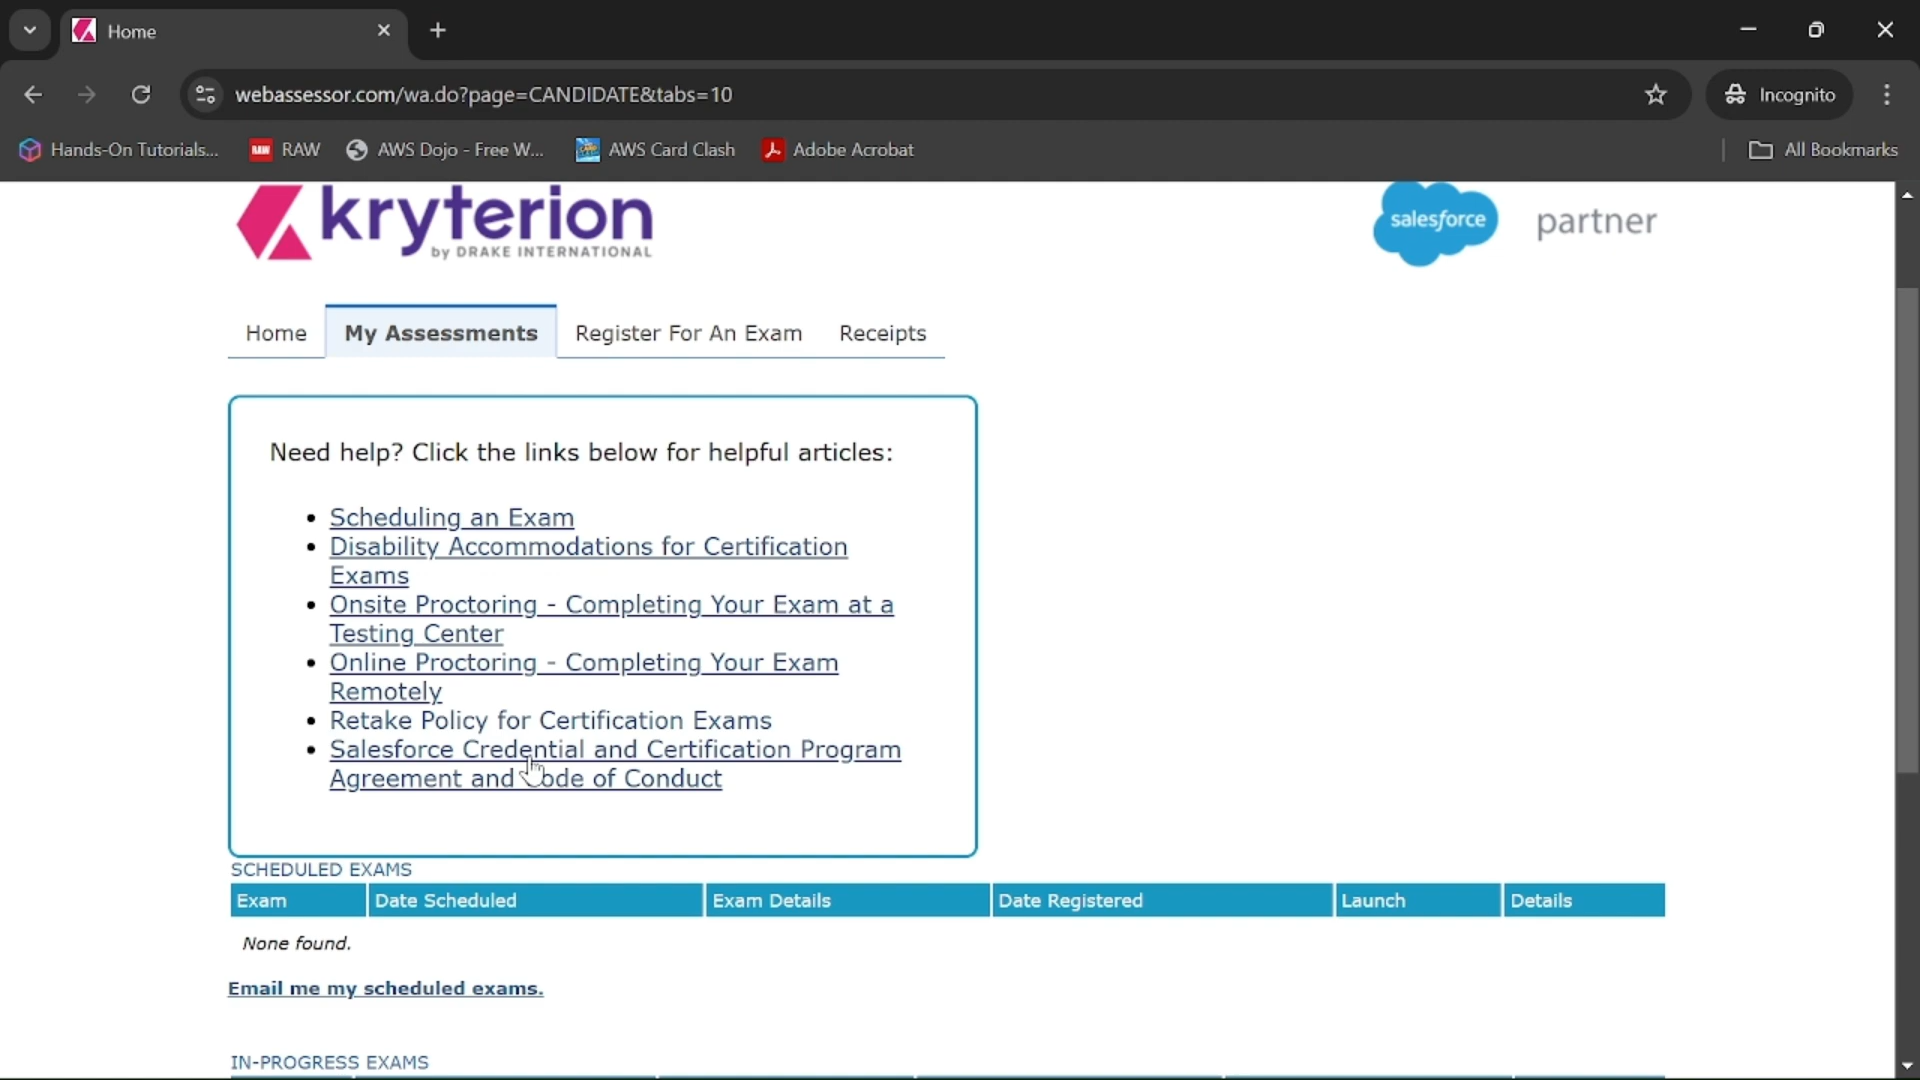 Home
webassessor.com/wa.do?page=CANDIDATE&tabs=10
Incognito
Hands-On Tutorials...
RAW
RAW
AWS Dojo - Free W...
AWS Card Clash
Adobe Acrobat
All Bookmarks
kryterion
by DRAKE INTERNATIONAL
salesforce
partner
Home
My Assessments
Register For An Exam
Receipts
Need help? Click the links below for helpful articles:
• Scheduling an Exam
• Disability Accommodations for Certification
Exams
• Onsite Proctoring - Completing Your Exam at a
Testing Center
• Online Proctoring - Completing Your Exam
Remotely
• Retake Policy for Certification Exams
• Salesforce Credential and Certification Program
Agreement and Code of Conduct
SCHEDULED EXAMS
Exam
Date Scheduled
Exam Details
Date Registered
Launch
Details
None found.
Email me my scheduled exams.
IN-PROGRESS EXAMS